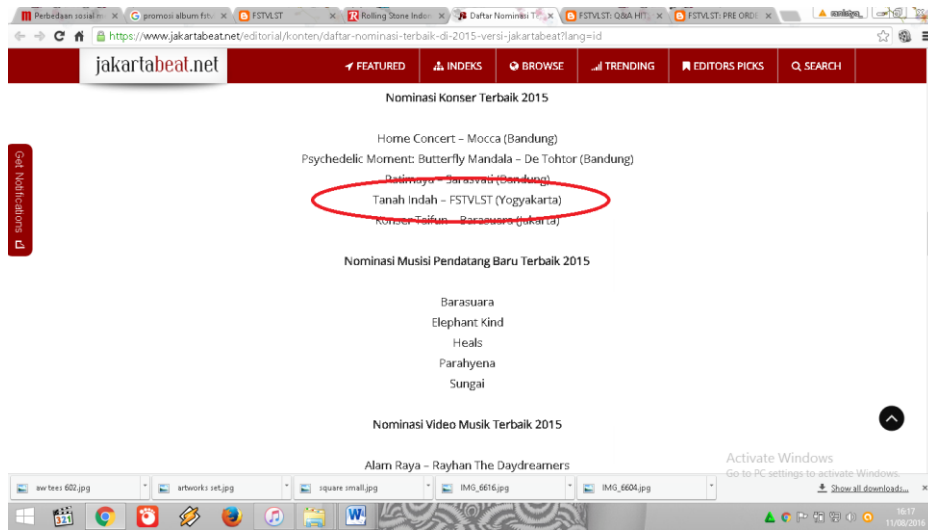 Perbedaan sosial m
promosi album fstv
FSTVLST
Rolling Stone Indon
Daftar Nominasi T
FSTVLST: Q&A HIT
FSTVLST: PRE ORDE
https://www.jakartabeat.net/editorial/konten/daftar-nominasi-terbaik-di-2015-versi-jakartabeat?lang=id
jakartabeat.net
FEATURED
INDEKS
BROWSE
TRENDING
EDITORS PICKS
SEARCH
Get Notifications
Nominasi Konser Terbaik 2015
Home Concert – Mocca (Bandung)
Psychedelic Moment: Butterfly Mandala – De Tohtor (Bandung)
Ratimaya – Sarasvati (Bandung)
Tanah Indah – FSTVLST (Yogyakarta)
Konser Taifun – Barasuara (Jakarta)
Nominasi Musisi Pendatang Baru Terbaik 2015
Barasuara
Elephant Kind
Heals
Parahyena
Sungai
Nominasi Video Musik Terbaik 2015
Alam Raya – Rayhan The Daydreamers
Activate Windows
Go to PC settings to activate Windows.
aw tees 602.jpg
artworks set.jpg
square small.jpg
IMG_6616.jpg
IMG_6604.jpg
Show all downloads...
321
16:17
11/08/2016